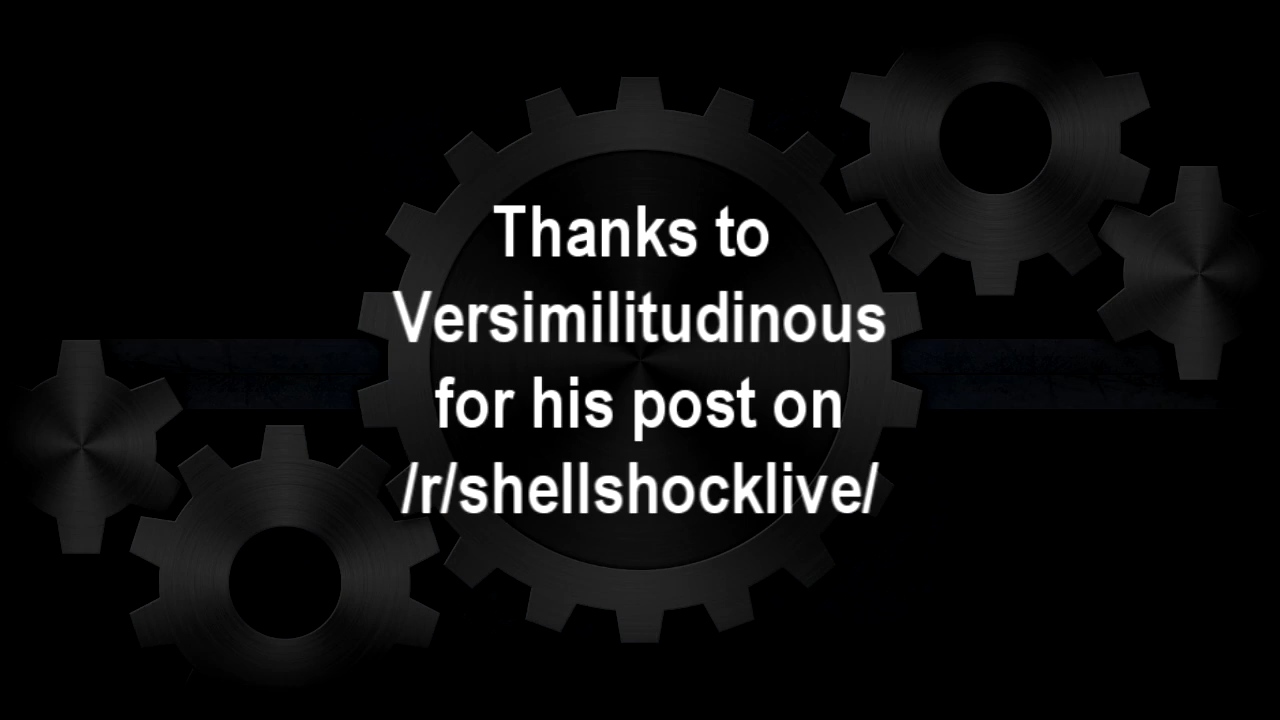 Thanks to
Versimilitudinous
for his post on
/r/shellshocklive/